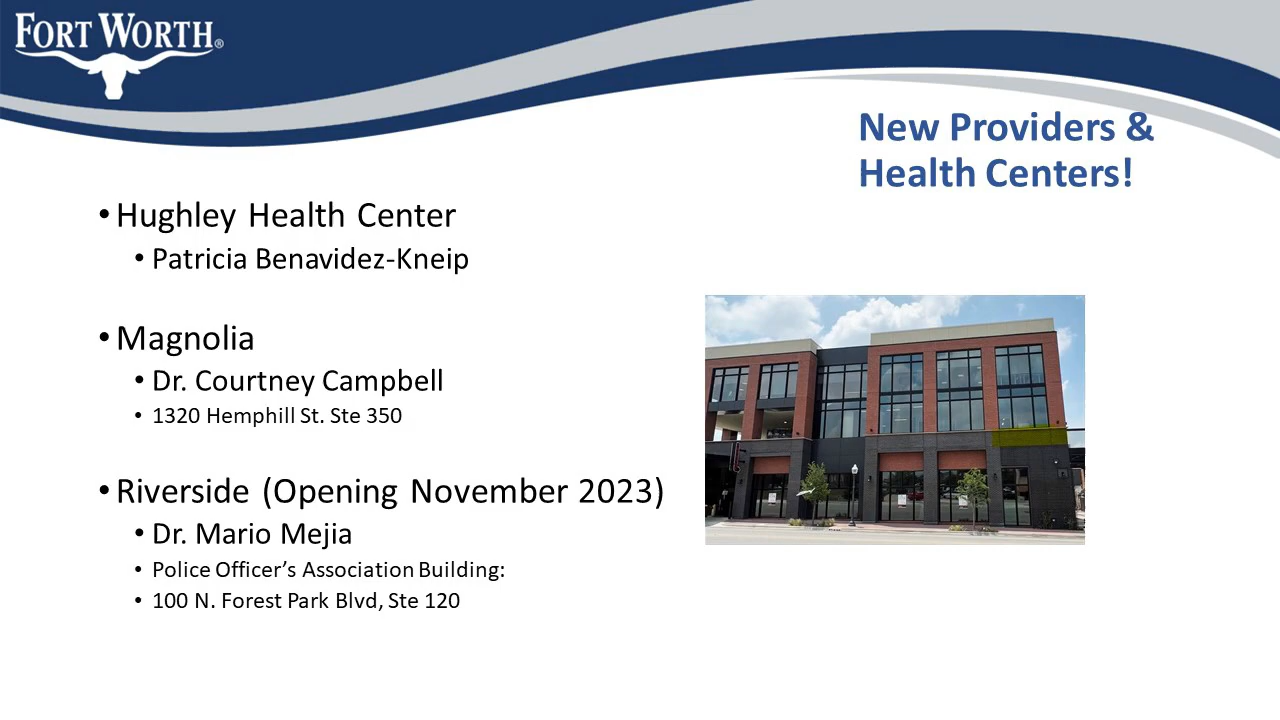 FORT WORTH®
New Providers &
Health Centers!
• Hughley Health Center
• Patricia Benavidez-Kneip
• Magnolia
• Dr. Courtney Campbell
• 1320 Hemphill St. Ste 350
• Riverside (Opening November 2023)
• Dr. Mario Mejia
• Police Officer’s Association Building:
• 100 N. Forest Park Blvd, Ste 120